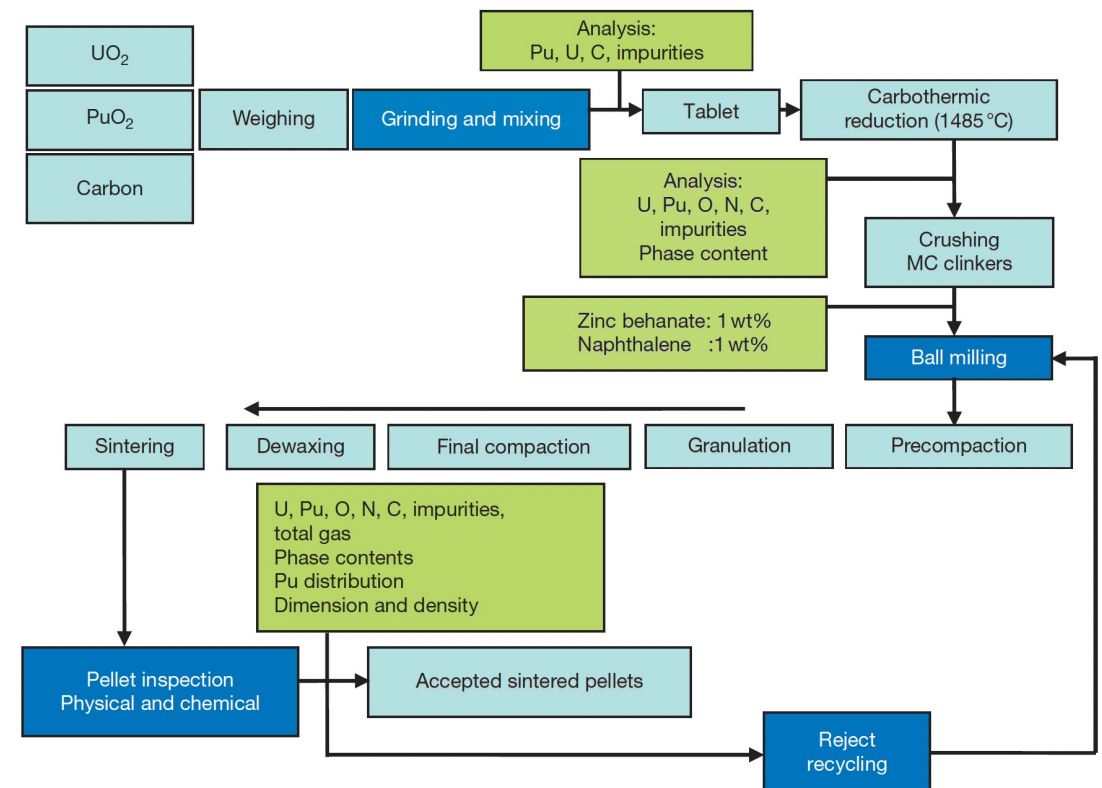 UO₂
PuO₂
Carbon
Weighing
Grinding and mixing
Analysis:
Pu, U, C, impurities
Tablet
Carbothermic
reduction (1485 °C)
Analysis:
U, Pu, O, N, C,
impurities
Phase content
Crushing
MC clinkers
Zinc behanate: 1 wt%
Naphthalene :1 wt%
Ball milling
Precompaction
Granulation
Final compaction
Dewaxing
Sintering
U, Pu, O, N, C, impurities,
total gas
Phase contents
Pu distribution
Dimension and density
Pellet inspection
Physical and chemical
Accepted sintered pellets
Reject
recycling